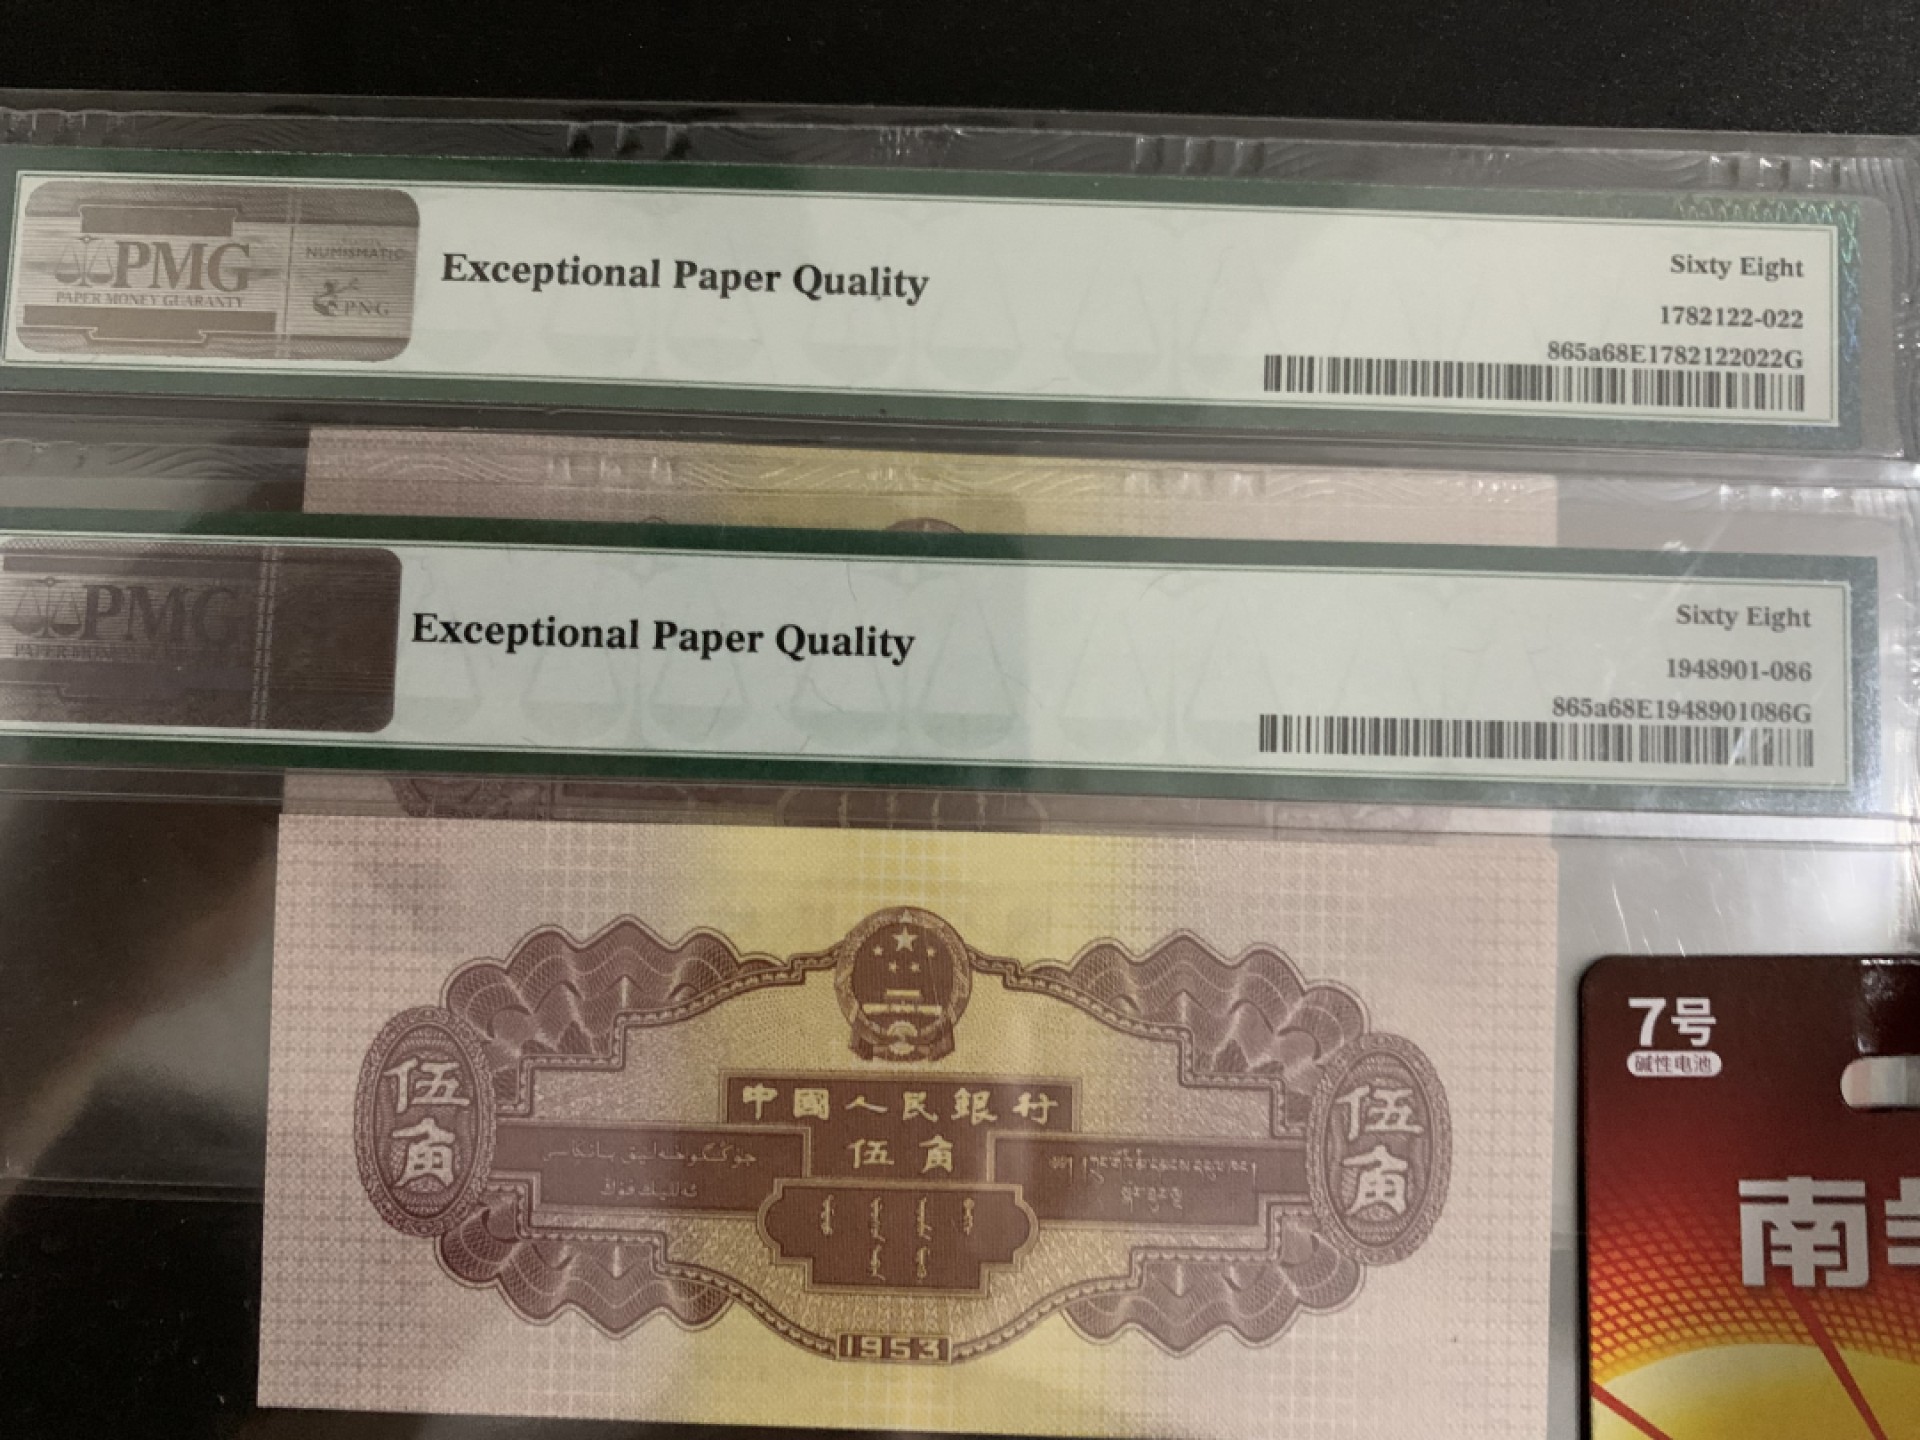 PMG
PAPER MONEY GUARANTY
NUMISMATIC
PNG
Exceptional Paper Quality
Sixty Eight
1782122-022
865a68E1782122022G
PMG
Exceptional Paper Quality
Sixty Eight
1948901-086
865a68E1948901086G
中國人民銀行
伍角
伍角
伍角
جۇڭگوخەلىق بانكاسى
1953
7号
碱性电池
南